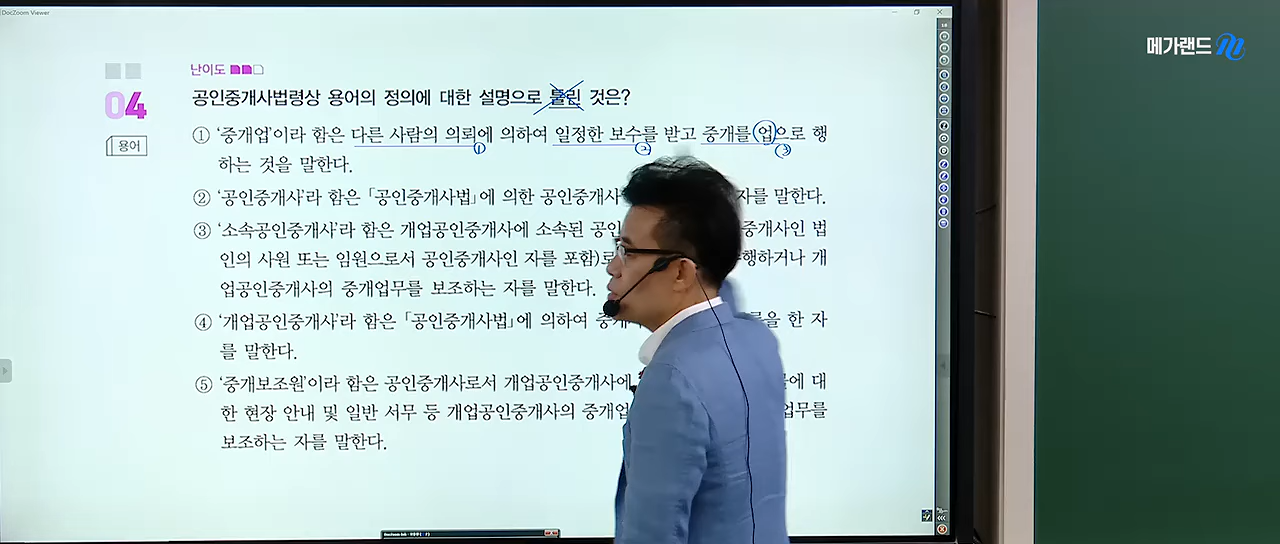 DocZoom Viewer
메가랜드
난이도
04
공인중개사법령상 용어의 정의에 대한 설명으로 틀린 것은?
용어
① '중개업'이라 함은 다른 사람의 의뢰에 의하여 일정한 보수를 받고 중개를 업으로 행
① ② ③
하는 것을 말한다.
② '공인중개사'라 함은 「공인중개사법」에 의한 공인중개사 자를 말한다.
③ '소속공인중개사'라 함은 개업공인중개사에 소속된 공인 중개사인 법
인의 사원 또는 임원으로서 공인중개사인 자를 포함)로 행하거나 개
업공인중개사의 중개업무를 보조하는 자를 말한다.
④ '개업공인중개사'라 함은 「공인중개사법」에 의하여 중개 을 한 자
를 말한다.
⑤ '중개보조원'이라 함은 공인중개사로서 개업공인중개사에 에 대
한 현장 안내 및 일반 서무 등 개업공인중개사의 중개업 업무를
보조하는 자를 말한다.